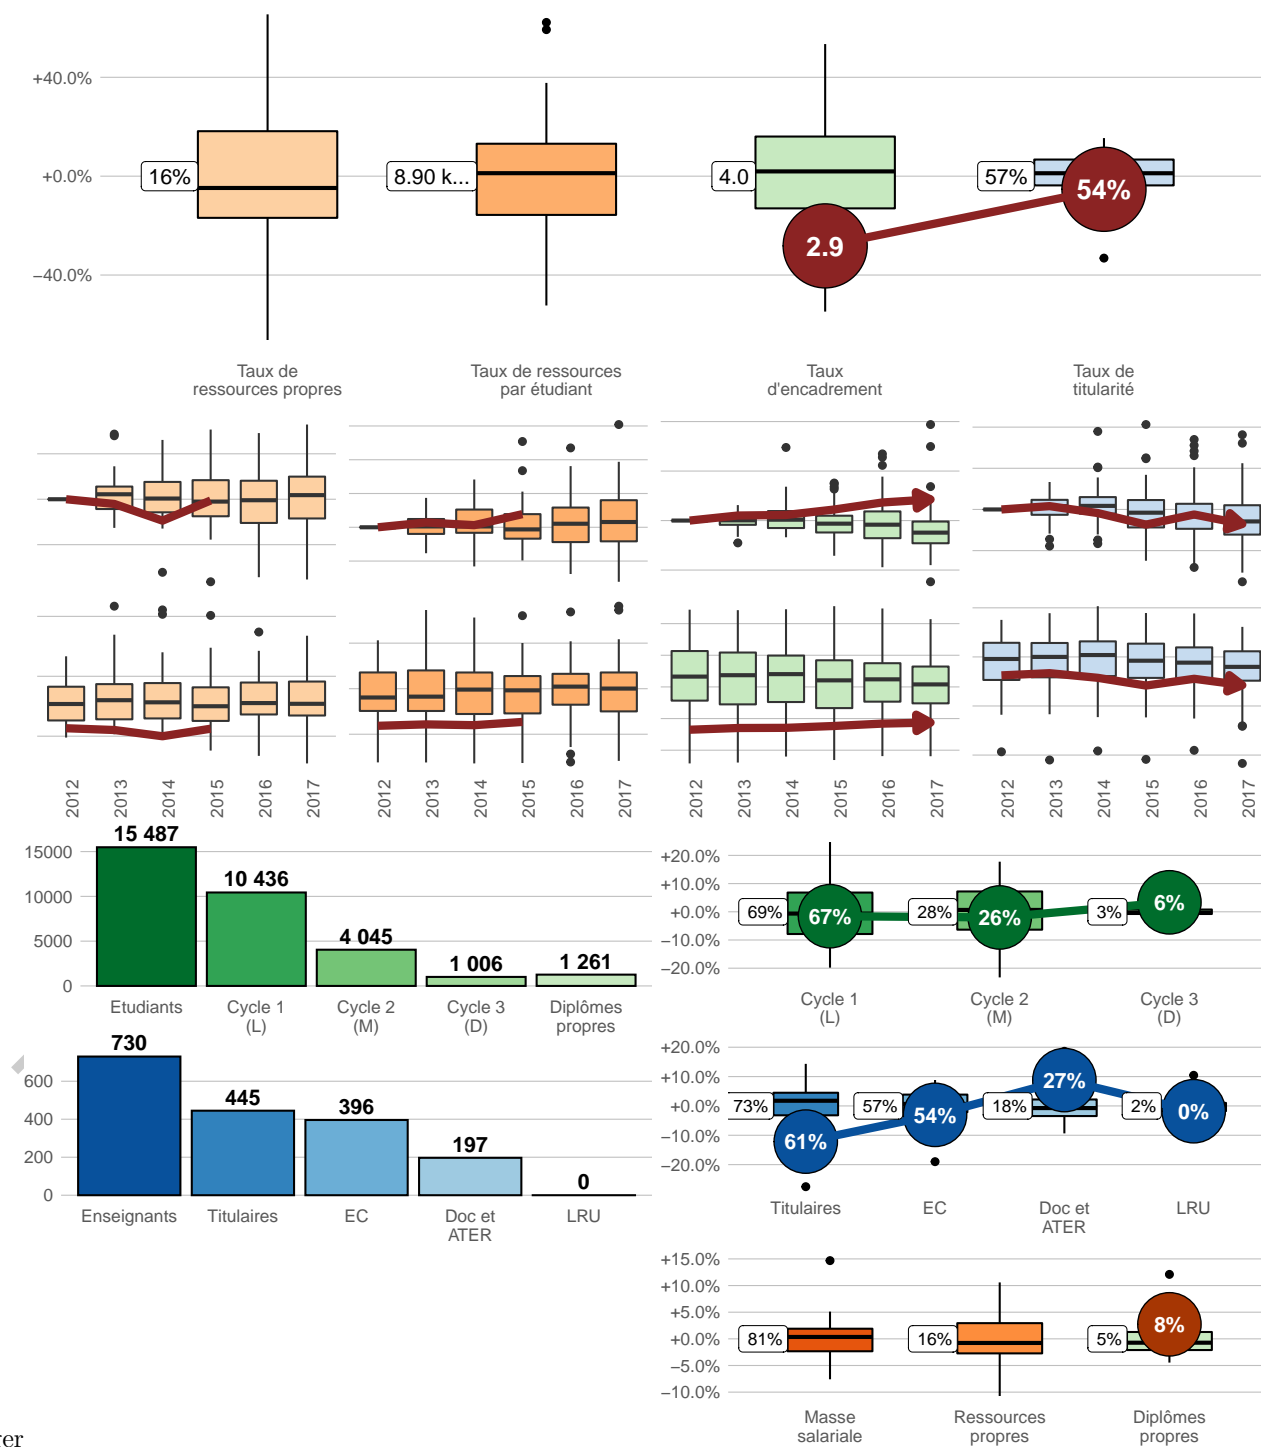 +40.0%
+0.0%
−40.0%
16%
8.90 k...
4.0
57%
2.9
54%
Taux de
ressources propres
Taux de ressources
par étudiant
Taux
d'encadrement
Taux de
titularité
2012
2013
2014
2015
2016
2017
2012
2013
2014
2015
2016
2017
2012
2013
2014
2015
2016
2017
2012
2013
2014
2015
2016
2017
15000
10000
5000
0
15 487
10 436
4 045
1 006
1 261
Etudiants
Cycle 1
(L)
Cycle 2
(M)
Cycle 3
(D)
Diplômes
propres
+20.0%
+10.0%
+0.0%
−10.0%
−20.0%
69%
67%
28%
26%
3%
6%
Cycle 1
(L)
Cycle 2
(M)
Cycle 3
(D)
600
400
200
0
730
445
396
197
0
Enseignants
Titulaires
EC
Doc et
ATER
LRU
+20.0%
+10.0%
+0.0%
−10.0%
−20.0%
73%
61%
57%
54%
18%
27%
2%
0%
Titulaires
EC
Doc et
ATER
LRU
+15.0%
+10.0%
+5.0%
+0.0%
−5.0%
−10.0%
81%
16%
5%
8%
Masse
salariale
Ressources
propres
Diplômes
propres